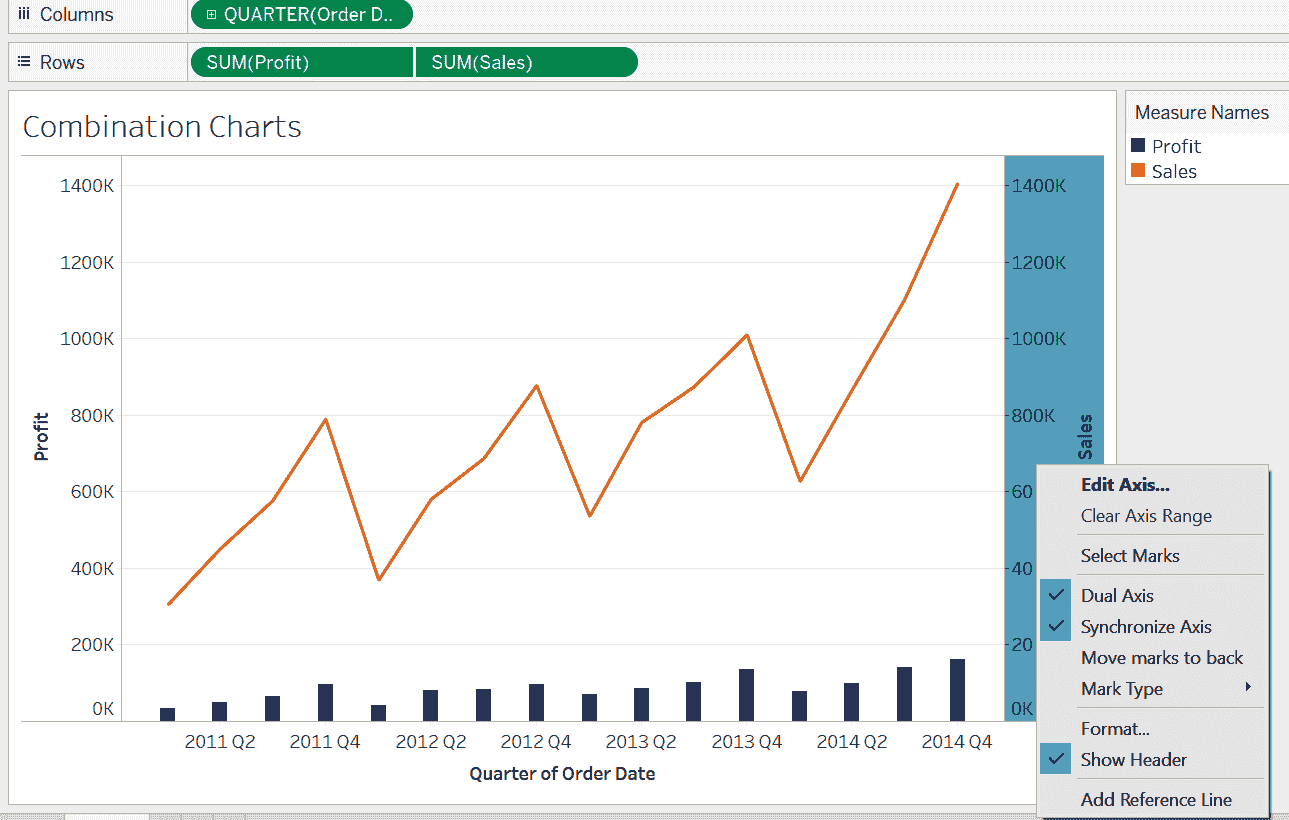 Columns
QUARTER(Order D..
Rows
SUM(Profit)
SUM(Sales)
Combination Charts
Measure Names
Profit
Sales
1400K
1200K
1000K
800K
600K
400K
200K
0K
Profit
1400K
1200K
1000K
800K
60
40
20
0K
Sales
2011 Q2
2011 Q4
2012 Q2
2012 Q4
2013 Q2
2013 Q4
2014 Q2
2014 Q4
Quarter of Order Date
Edit Axis...
Clear Axis Range
Select Marks
Dual Axis
Synchronize Axis
Move marks to back
Mark Type
Format...
Show Header
Add Reference Line